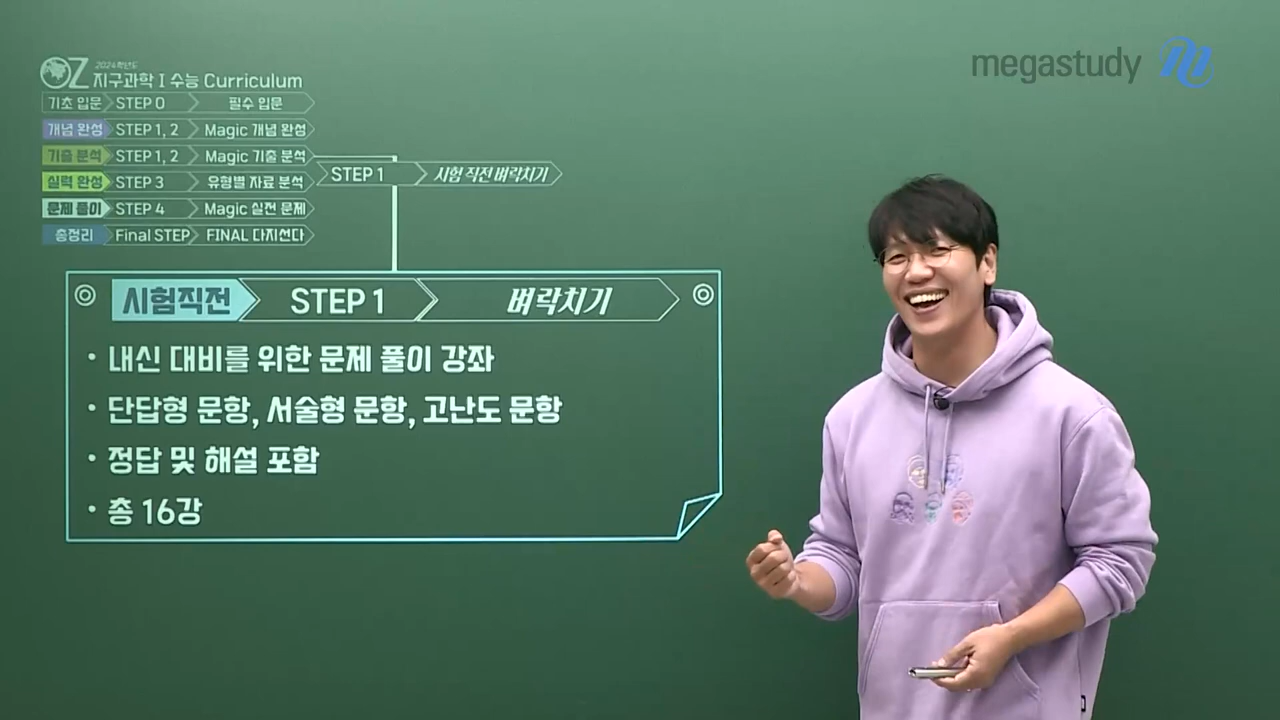 megastudy
OZ 2024학년도
지구과학 I 수능 Curriculum
기초 입문 STEP 0 필수 입문
개념 완성 STEP 1, 2 Magic 개념 완성
기출 분석 STEP 1, 2 Magic 기출 분석
STEP 1 시험 직전 벼락치기
실력 완성 STEP 3 유형별 자료 분석
문제 풀이 STEP 4 Magic 실전 문제
총정리 Final STEP FINAL 다지선다
시험직전 STEP 1 벼락치기
• 내신 대비를 위한 문제 풀이 강좌
• 단답형 문항, 서술형 문항, 고난도 문항
• 정답 및 해설 포함
• 총 16강